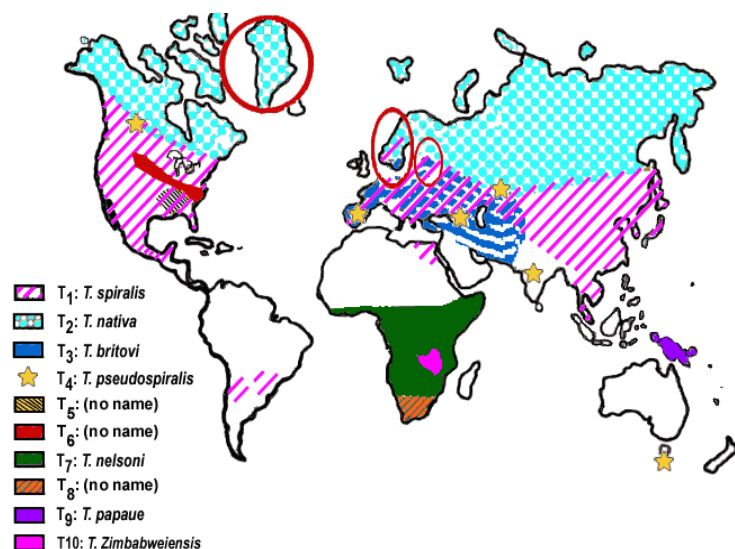 T1: T. spiralis
T2: T. nativa
T3: T. britovi
T4: T. pseudospiralis
T5: (no name)
T6: (no name)
T7: T. nelsoni
T8: (no name)
T9: T. papaue
T10: T. Zimbabweiensis